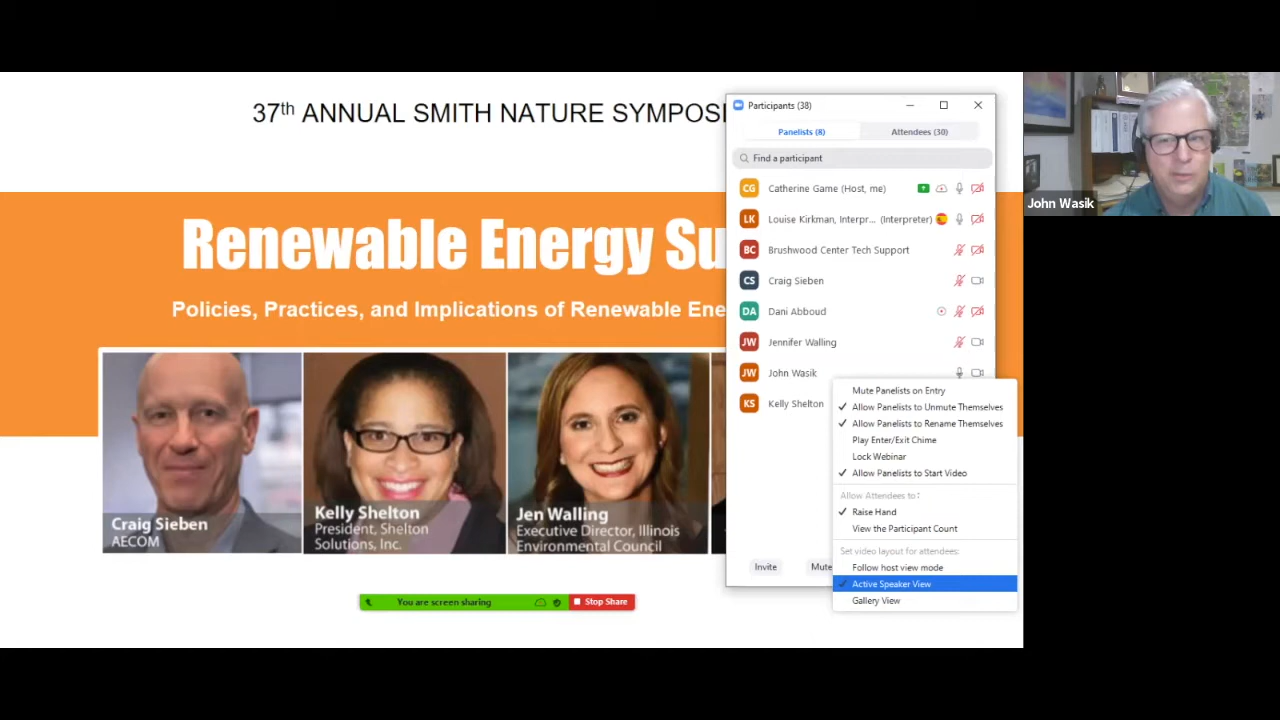 37th ANNUAL SMITH NATURE SYMPOSI
Renewable Energy Su
Policies, Practices, and Implications of Renewable Ene
Craig Sieben
AECOM
Kelly Shelton
President, Shelton
Solutions, Inc.
Jen Walling
Executive Director, Illinois
Environmental Council
You are screen sharing
Stop Share
Participants (38)
Panelists (8)
Attendees (30)
Find a participant
CG Catherine Game (Host, me)
LK Louise Kirkman, Interpr... (Interpreter)
BC Brushwood Center Tech Support
CS Craig Sieben
DA Dani Abboud
JW Jennifer Walling
JW John Wasik
KS Kelly Shelton
Invite
Mute
Mute Panelists on Entry
Allow Panelists to Unmute Themselves
Allow Panelists to Rename Themselves
Play Enter/Exit Chime
Lock Webinar
Allow Panelists to Start Video
Allow Attendees to:
Raise Hand
View the Participant Count
Set video layout for attendees:
Follow host view mode
Active Speaker View
Gallery View
John Wasik